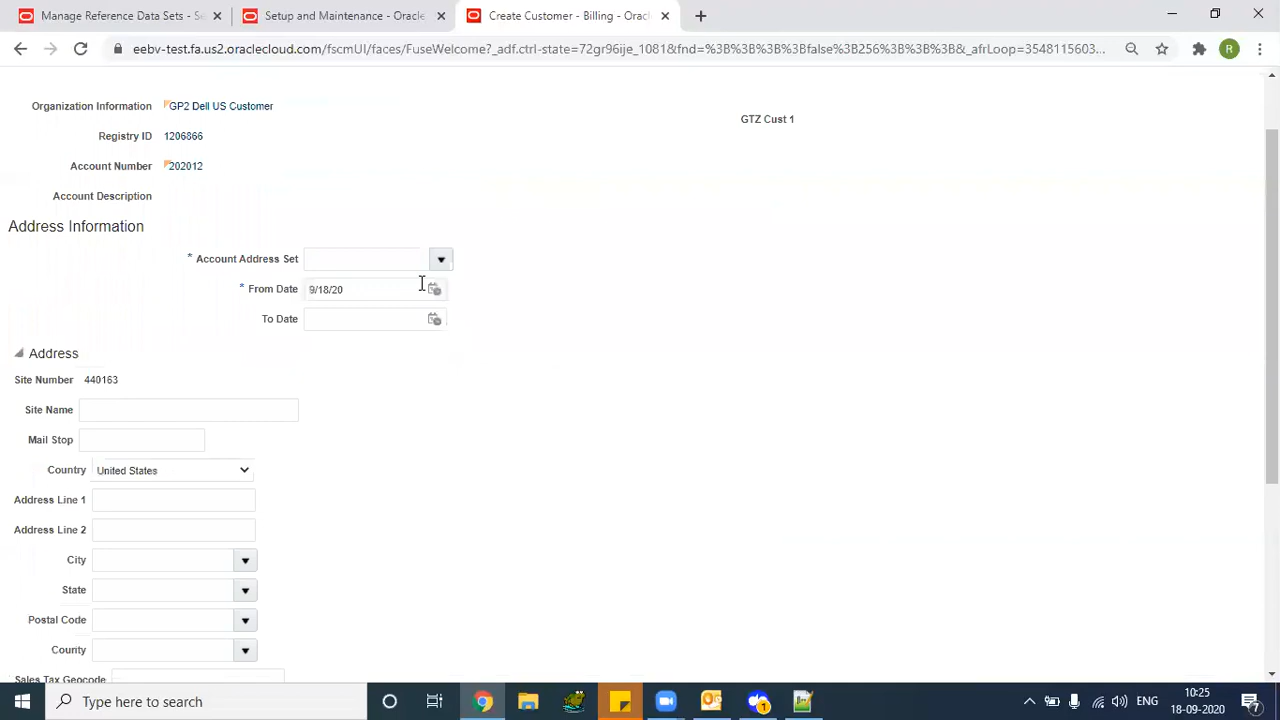 Manage Reference Data Sets - S
Setup and Maintenance - Oracle
Create Customer - Billing - Orac
eebv-test.fa.us2.oraclecloud.com/fscmUI/faces/FuseWelcome?_adf.ctrl-state=72gr96ije_1081&fnd=%3B%3B%3B%3Bfalse%3B256%3B%3B%3B&_afrLoop=3548115603...
R
Organization Information GP2 Dell US Customer
GTZ Cust 1
Registry ID 1206866
Account Number 202012
Account Description
Address Information
* Account Address Set
* From Date 9/18/20
To Date
Address
Site Number 440163
Site Name
Mail Stop
Country United States
Address Line 1
Address Line 2
City
State
Postal Code
County
Sales Tax Geocode
Type here to search
1
ENG
10:25
18-09-2020
7